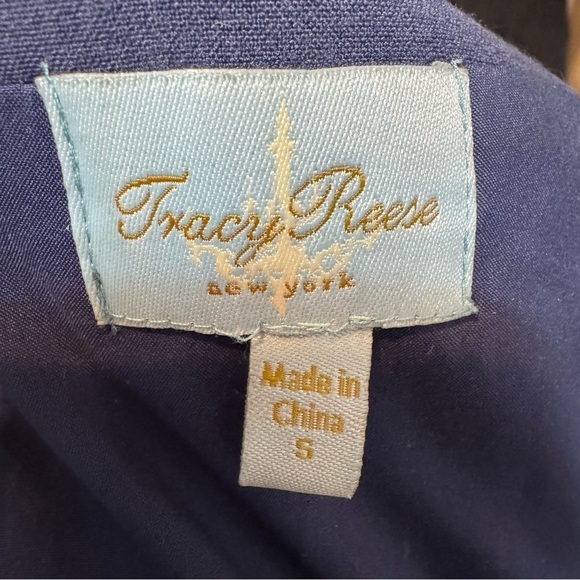 Tracy Reese
new york
Made in
China
S